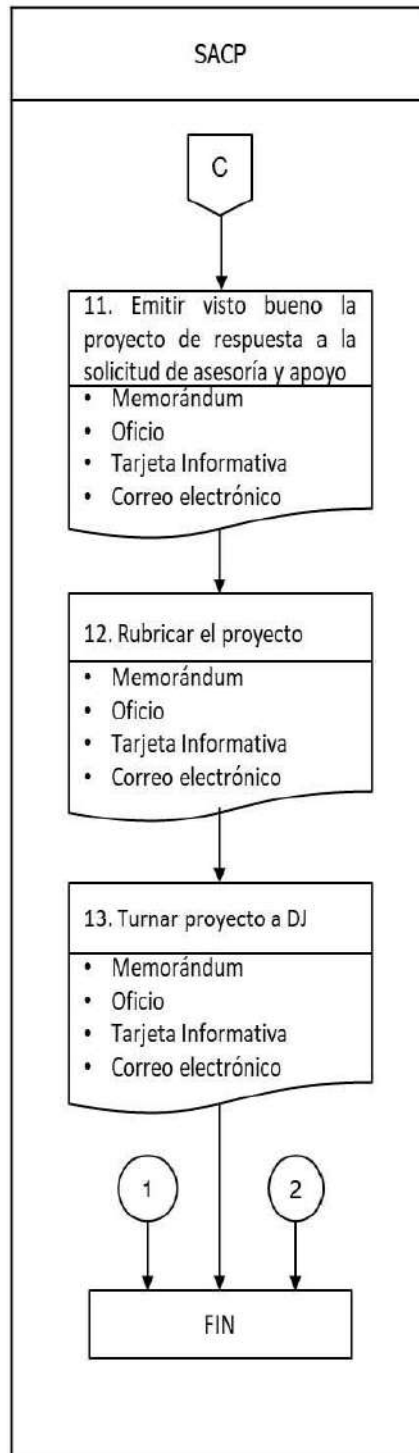 SACP
C
11. Emitir visto bueno la
proyecto de respuesta a la
solicitud de asesoría y apoyo
• Memorándum
• Oficio
• Tarjeta Informativa
• Correo electrónico
12. Rubricar el proyecto
• Memorándum
• Oficio
• Tarjeta Informativa
• Correo electrónico
13. Turnar proyecto a DJ
• Memorándum
• Oficio
• Tarjeta Informativa
• Correo electrónico
1 2
FIN